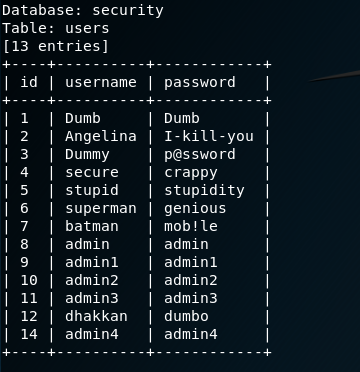 Database: security
Table: users
[13 entries]
+----+----------+------------+
| id | username | password   |
+----+----------+------------+
| 1  | Dumb     | Dumb       |
| 2  | Angelina | I-kill-you |
| 3  | Dummy    | p@ssword   |
| 4  | secure   | crappy     |
| 5  | stupid   | stupidity  |
| 6  | superman | genious    |
| 7  | batman   | mob!le     |
| 8  | admin    | admin      |
| 9  | admin1   | admin1     |
| 10 | admin2   | admin2     |
| 11 | admin3   | admin3     |
| 12 | dhakkan  | dumbo      |
| 14 | admin4   | admin4     |
+----+----------+------------+